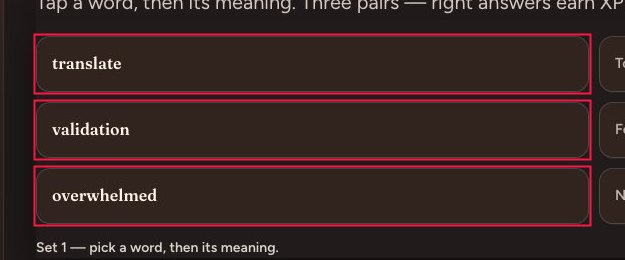 Tap a word, then its meaning. Three pairs — right answers earn XP
translate
validation
overwhelmed
Set 1 — pick a word, then its meaning.